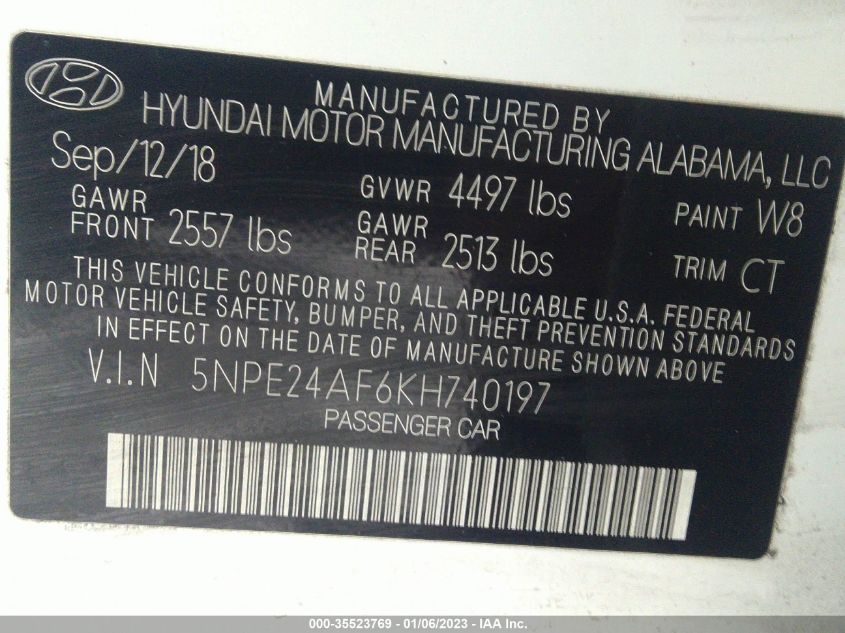 MANUFACTURED BY
HYUNDAI MOTOR MANUFACTURING ALABAMA, LLC
Sep/12/18
GVWR 4497 lbs
PAINT W8
GAWR FRONT 2557 lbs
GAWR REAR 2513 lbs
TRIM CT
THIS VEHICLE CONFORMS TO ALL APPLICABLE U.S.A. FEDERAL
MOTOR VEHICLE SAFETY, BUMPER, AND THEFT PREVENTION STANDARDS
IN EFFECT ON THE DATE OF MANUFACTURE SHOWN ABOVE
V.I.N 5NPE24AF6KH740197
PASSENGER CAR
000-35523769 - 01/06/2023 - IAA Inc.